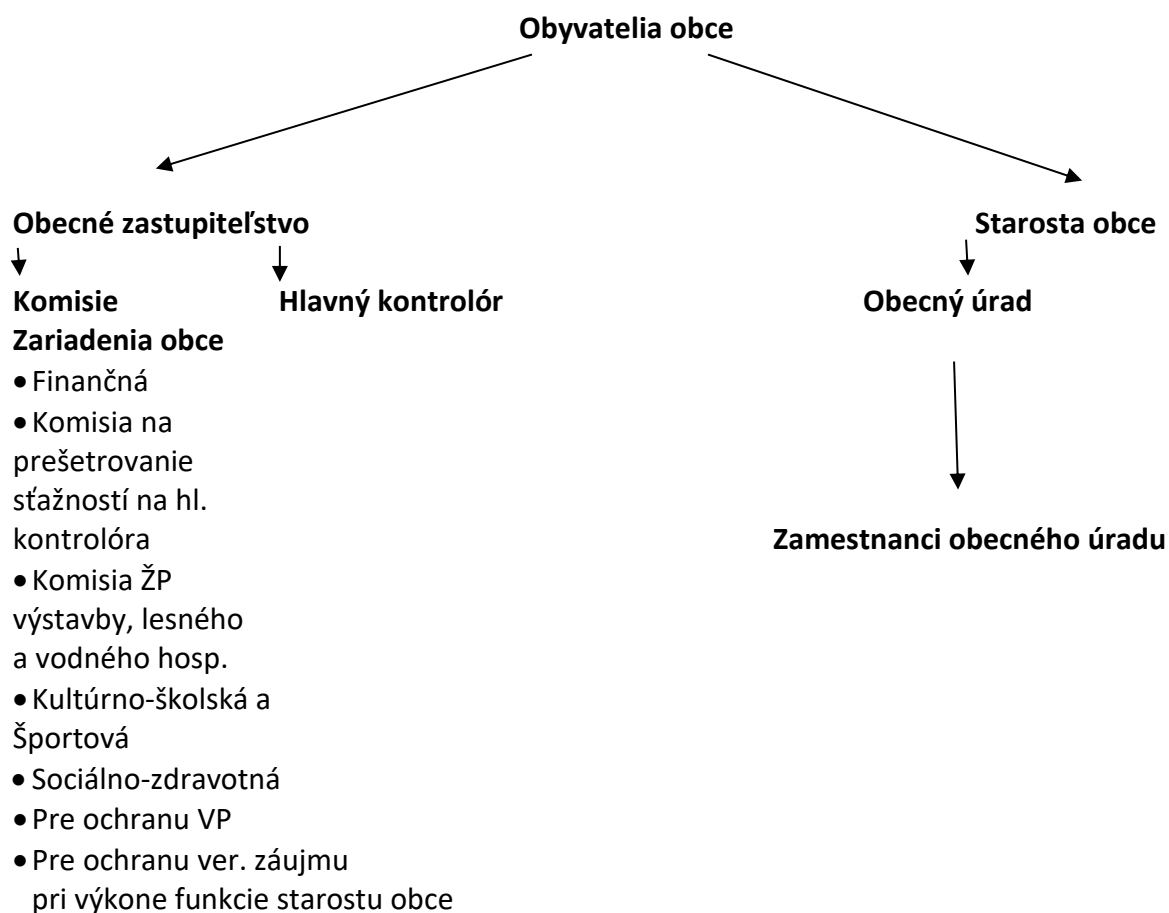 Obyvatelia obce
Obecné zastupiteľstvo
Starosta obce
Komisie
Hlavný kontrolór
Obecný úrad
Zariadenia obce
• Finančná
• Komisia na
prešetrovanie
sťažností na hl.
kontrolóra
Zamestnanci obecného úradu
• Komisia ŽP
výstavby, lesného
a vodného hosp.
• Kultúrno-školská a
Športová
• Sociálno-zdravotná
• Pre ochranu VP
• Pre ochranu ver. záujmu
pri výkone funkcie starostu obce